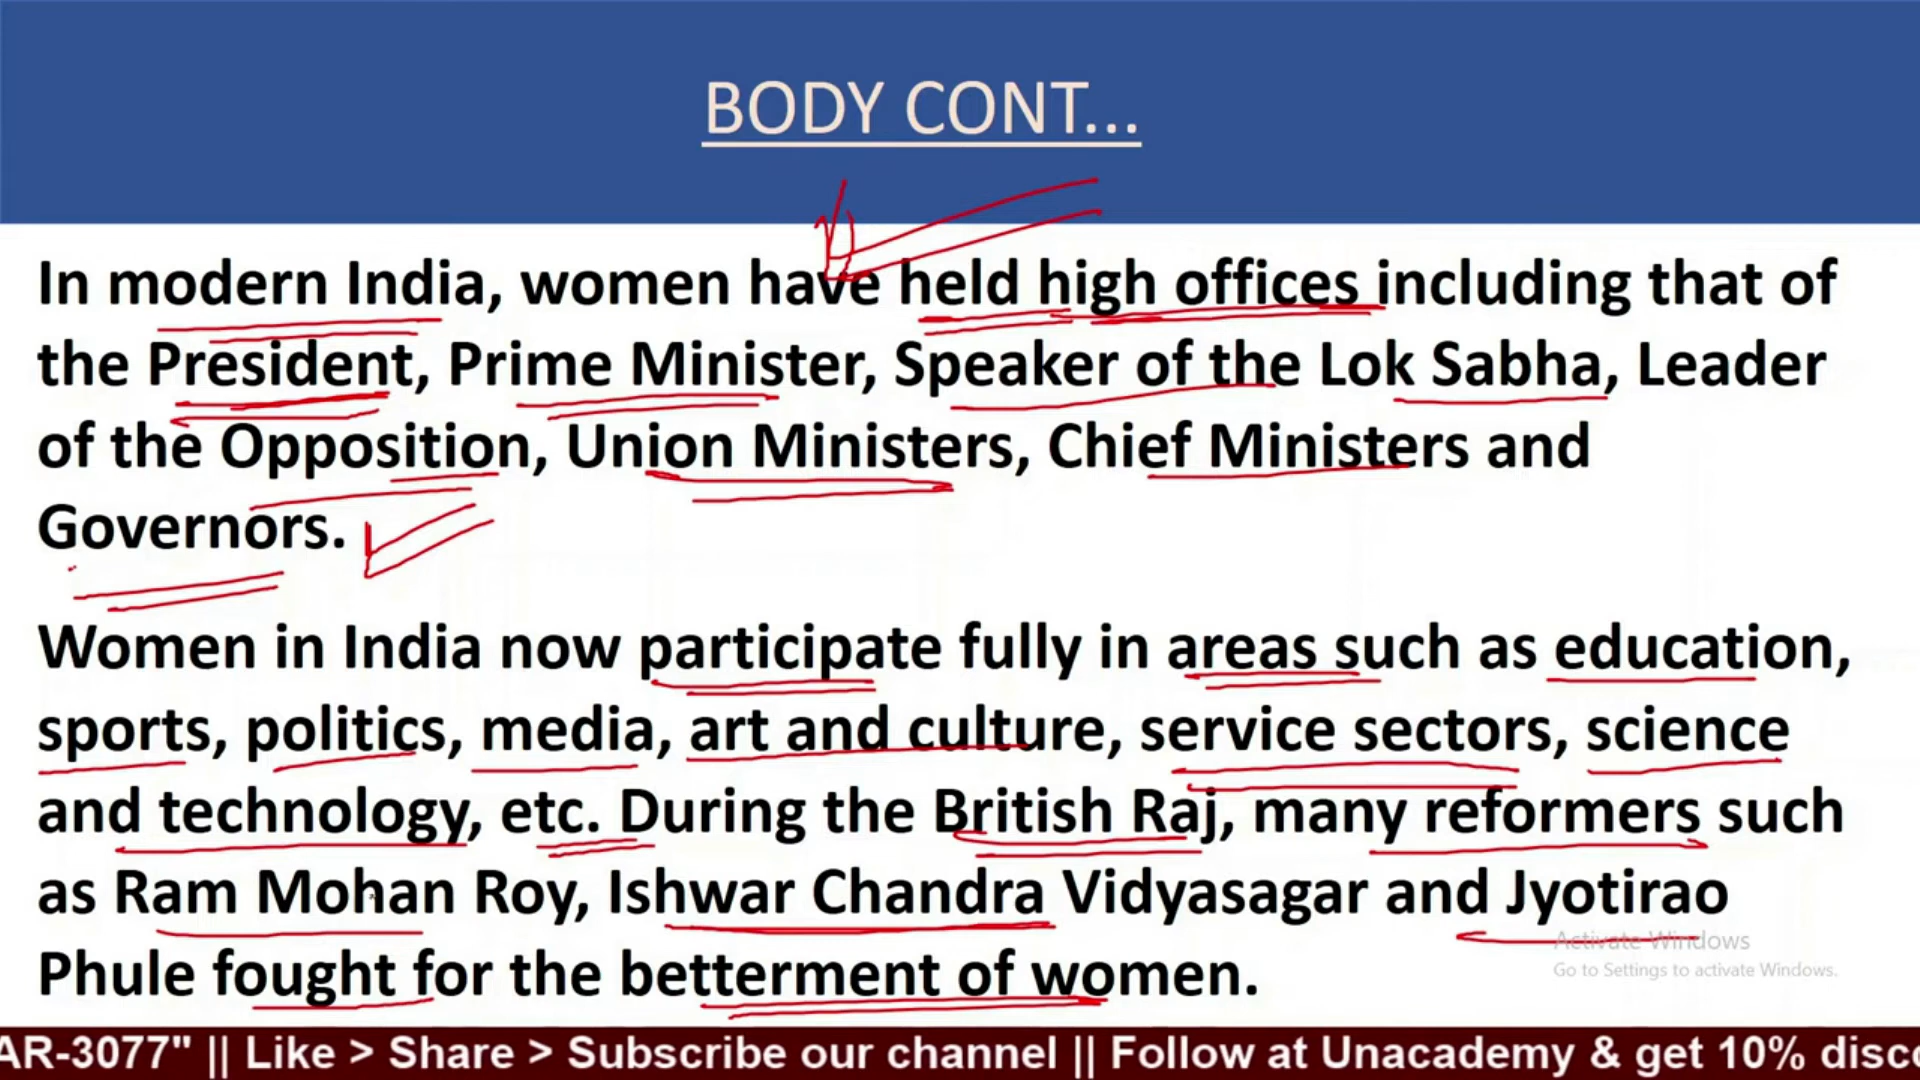 BODY CONT...
In modern India, women have held high offices including that of
the President, Prime Minister, Speaker of the Lok Sabha, Leader
of the Opposition, Union Ministers, Chief Ministers and
Governors.
Women in India now participate fully in areas such as education,
sports, politics, media, art and culture, service sectors, science
and technology, etc. During the British Raj, many reformers such
as Ram Mohan Roy, Ishwar Chandra Vidyasagar and Jyotirao
Phule fought for the betterment of women.
Activate Windows
Go to Settings to activate Windows.
AR-3077" || Like > Share > Subscribe our channel || Follow at Unacademy & get 10% disc